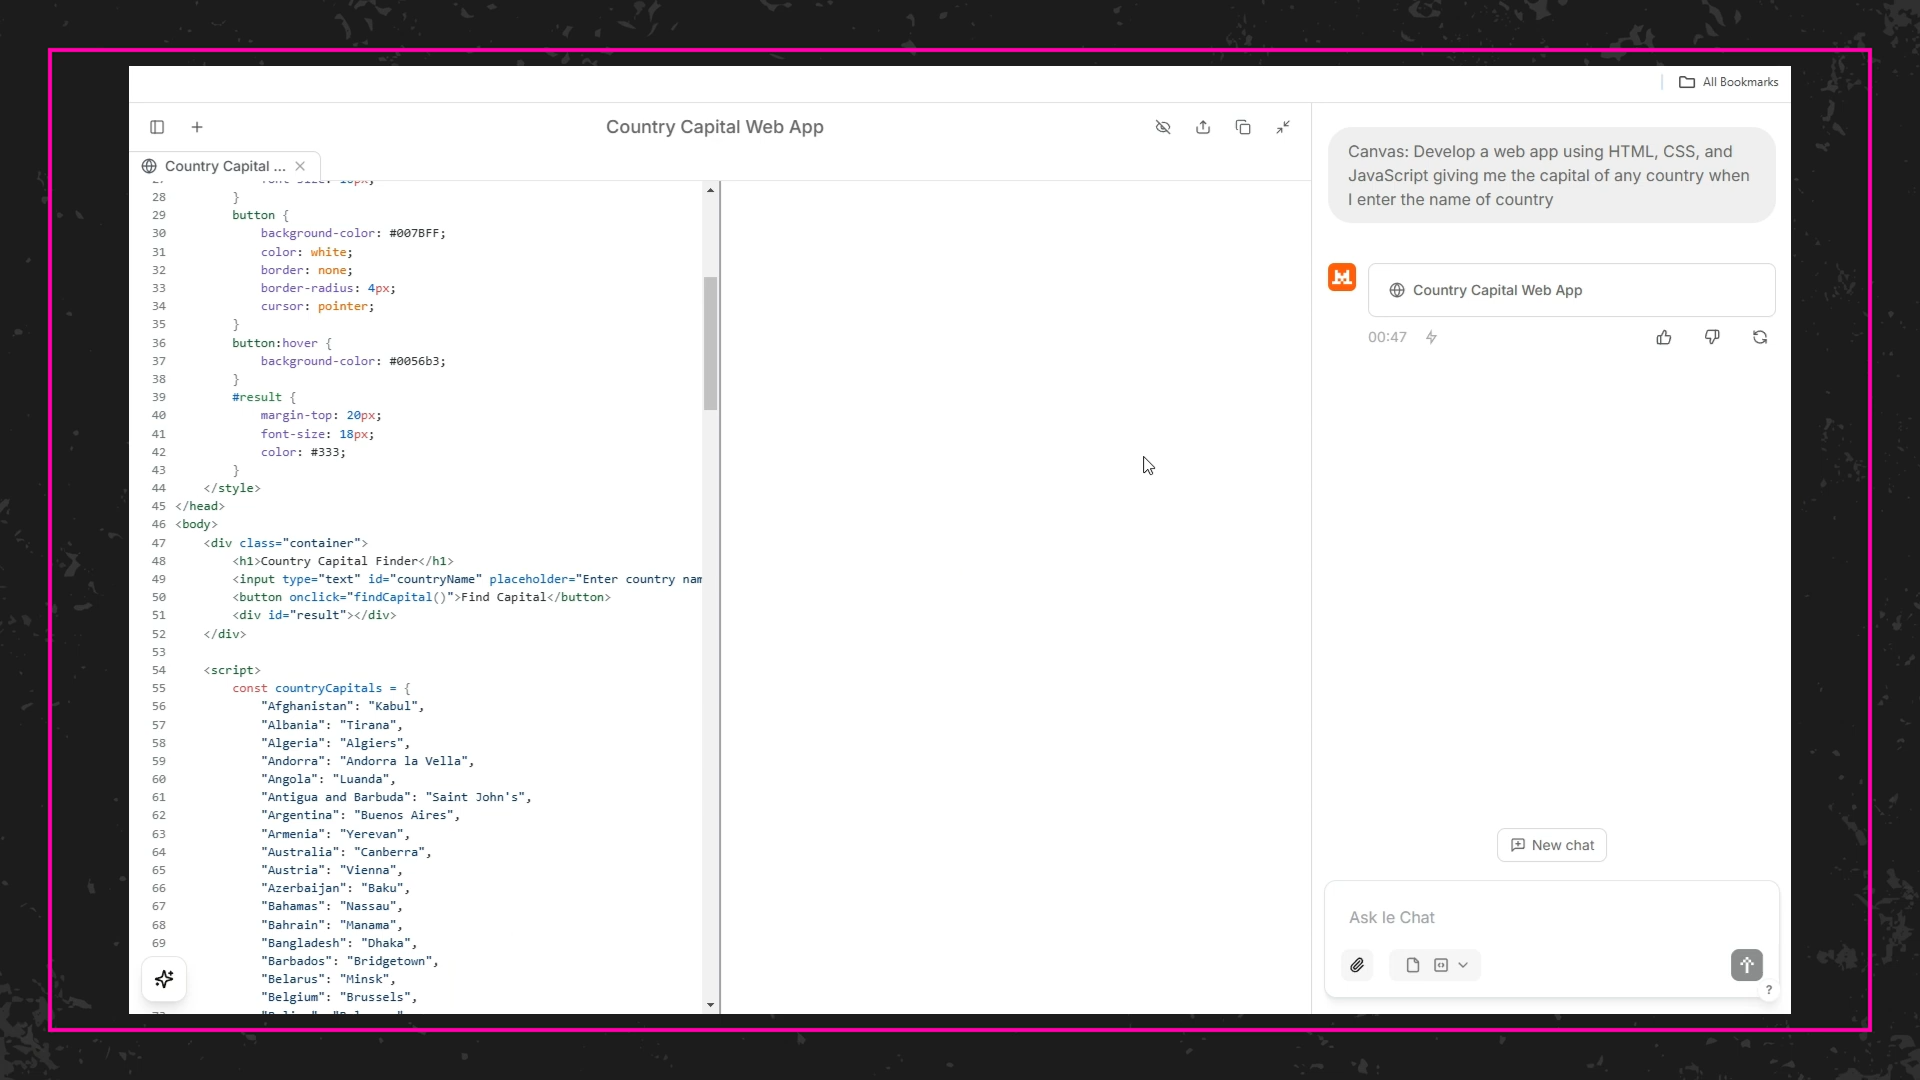 All Bookmarks
Country Capital Web App
Country Capital ...
28 }
29 button {
30 background-color: #007BFF;
31 color: white;
32 border: none;
33 border-radius: 4px;
34 cursor: pointer;
35 }
36 button:hover {
37 background-color: #0056b3;
38 }
39 #result {
40 margin-top: 20px;
41 font-size: 18px;
42 color: #333;
43 }
44 </style>
45 </head>
46 <body>
47 <div class="container">
48 <h1>Country Capital Finder</h1>
49 <input type="text" id="countryName" placeholder="Enter country nam
50 <button onclick="findCapital()">Find Capital</button>
51 <div id="result"></div>
52 </div>
53
54 <script>
55 const countryCapitals = {
56 "Afghanistan": "Kabul",
57 "Albania": "Tirana",
58 "Algeria": "Algiers",
59 "Andorra": "Andorra la Vella",
60 "Angola": "Luanda",
61 "Antigua and Barbuda": "Saint John's",
62 "Argentina": "Buenos Aires",
63 "Armenia": "Yerevan",
64 "Australia": "Canberra",
65 "Austria": "Vienna",
66 "Azerbaijan": "Baku",
67 "Bahamas": "Nassau",
68 "Bahrain": "Manama",
69 "Bangladesh": "Dhaka",
"Barbados": "Bridgetown",
"Belarus": "Minsk",
"Belgium": "Brussels",
Canvas: Develop a web app using HTML, CSS, and
JavaScript giving me the capital of any country when
I enter the name of country
Country Capital Web App
00:47
New chat
Ask le Chat
?